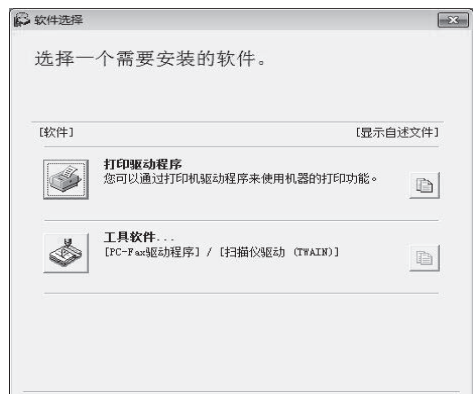 软件选择
选择一个需要安装的软件。
[软件] [显示自述文件]
打印驱动程序
您可以通过打印机驱动程序来使用机器的打印功能。
工具软件...
[PC-Fax驱动程序] / [扫描仪驱动 (TWAIN)]